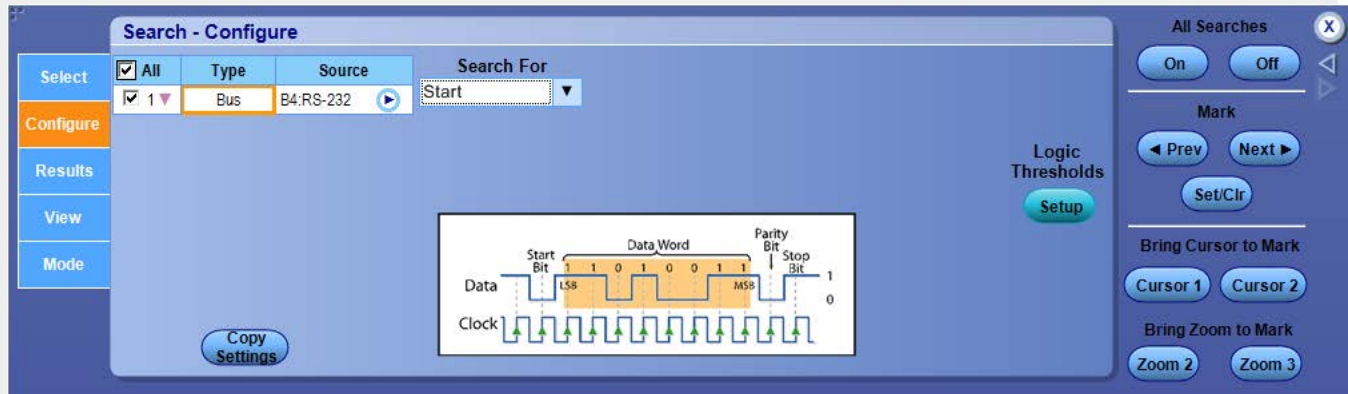 Search - Configure
Select
Configure
Results
View
Mode
All Type Source
1 Bus B4:RS-232
Search For
Start
Logic
Thresholds
Setup
Copy
Settings
Start
Bit
Data Word
Parity
Bit
Stop
Bit
Data
1 1 0 1 0 0 1 1
LSB MSB
1
0
Clock
All Searches
X
On Off
Mark
◄ Prev Next ►
Set/Clr
Bring Cursor to Mark
Cursor 1 Cursor 2
Bring Zoom to Mark
Zoom 2 Zoom 3